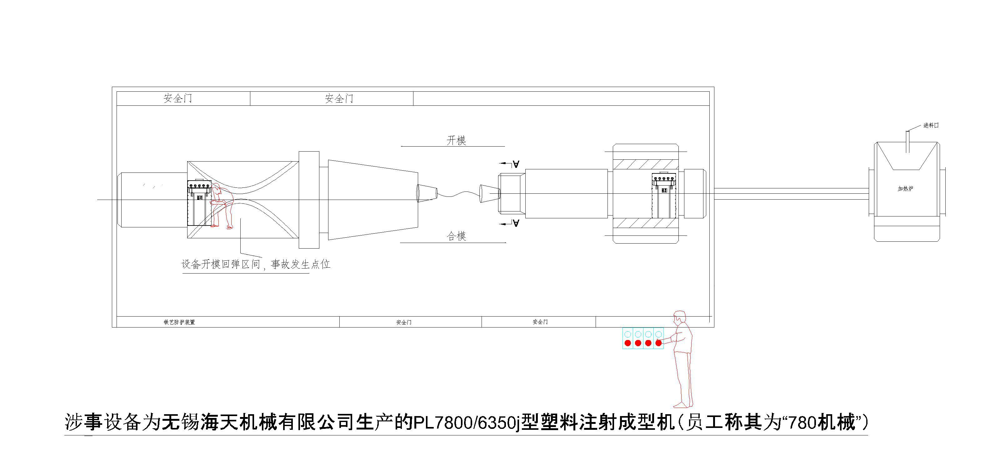 安全门
安全门
进料口
开模
A
加热炉
A
合模
设备开模回弹区间，事故发生点位
铁艺防护装置
安全门
安全门
涉事设备为无锡海天机械有限公司生产的PL7800/6350j型塑料注射成型机(员工称其为“780机械”)